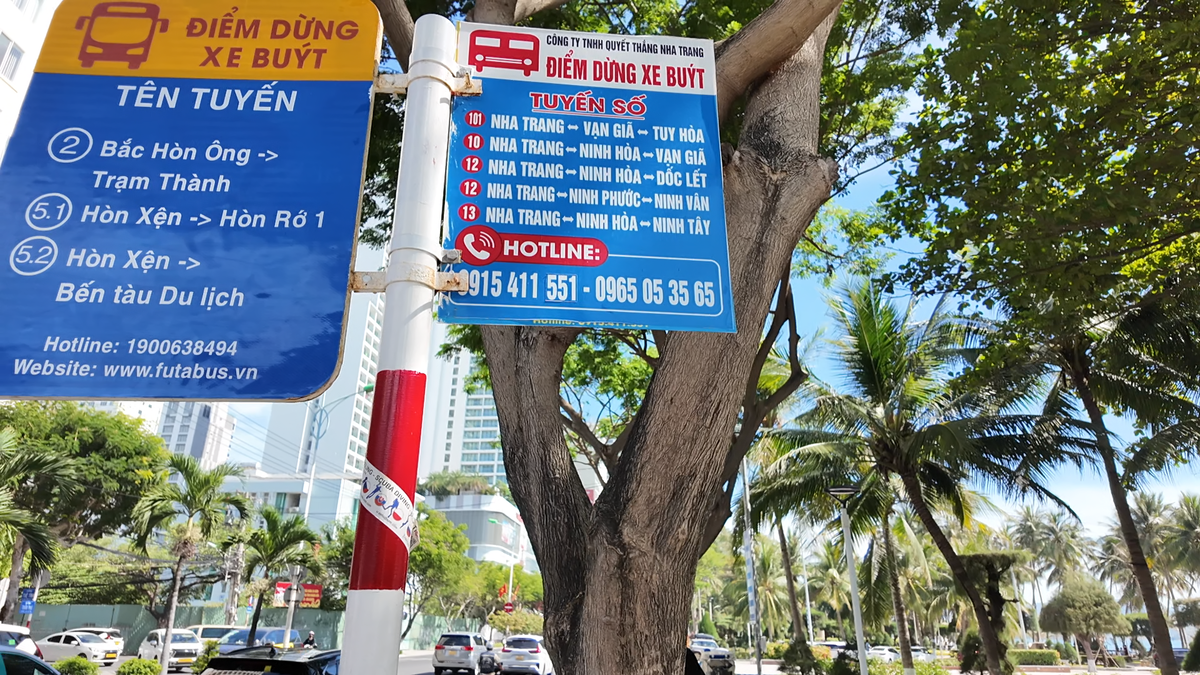 ĐIỂM DỪNG
XE BUÝT
TÊN TUYẾN
2 Bắc Hòn Ông ->
Trạm Thành
5.1 Hòn Xện -> Hòn Rớ 1
5.2 Hòn Xện ->
Bến tàu Du lịch
Hotline: 1900638494
Website: www.futabus.vn
CÔNG TY TNHH QUYẾT THẮNG NHA TRANG
ĐIỂM DỪNG XE BUÝT
TUYẾN SỐ
101 NHA TRANG ↔ VẠN GIÃ ↔ TUY HÒA
10 NHA TRANG ↔ NINH HÒA ↔ VẠN GIÃ
12 NHA TRANG ↔ NINH HÒA ↔ DỐC LẾT
12 NHA TRANG ↔ NINH PHƯỚC ↔ NINH VÂN
13 NHA TRANG ↔ NINH HÒA ↔ NINH TÂY
HOTLINE:
0915 411 551 - 0965 05 35 65
SCUBA DIVING